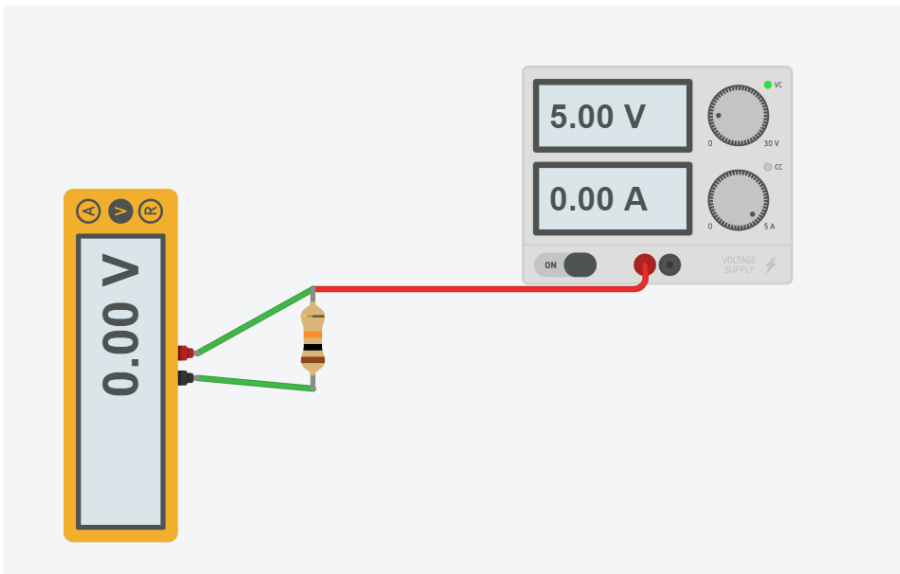 5.00 V
VC
0
30 V
0.00 A
CC
0
5 A
ON
VOLTAGE
SUPPLY
A V R
0.00 V